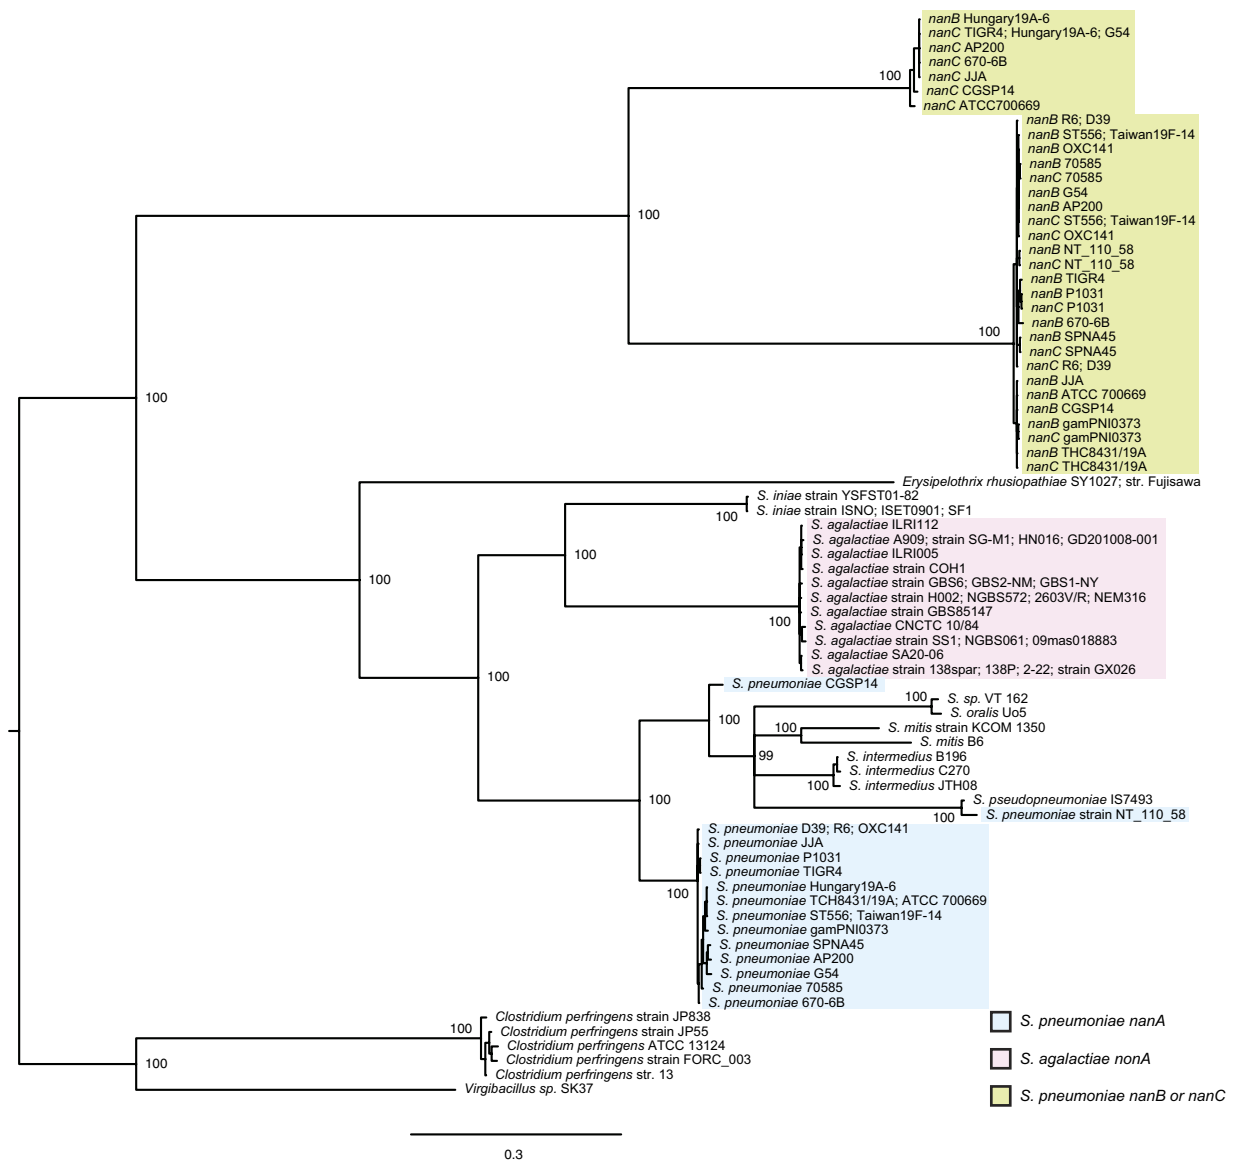 nanB Hungary19A-6
nanC TIGR4; Hungary19A-6; G54
nanC AP200
nanC 670-6B
100
nanC JJA
nanC CGSP14
nanC ATCC700669
nanB R6; D39
nanB ST556; Taiwan19F-14
nanB OXC141
nanB 70585
nanC 70585
nanB G54
nanB AP200
100
nanC ST556; Taiwan19F-14
nanC OXC141
nanB NT_110_58
nanC NT_110_58
nanB TIGR4
nanB P1031
nanC P1031
nanB 670-6B
100
nanB SPNA45
nanC SPNA45
nanC R6; D39
nanB JJA
nanB ATCC 700669
100
nanB CGSP14
nanB gamPNI0373
nanC gamPNI0373
nanB THC8431/19A
nanC THC8431/19A
Erysipelothrix rhusiopathiae SY1027; str. Fujisawa
S. iniae strain YSFST01-82
S. iniae strain ISNO; ISET0901; SF1
100
S. agalactiae ILRI112
S. agalactiae A909; strain SG-M1; HN016; GD201008-001
100
S. agalactiae ILRI005
S. agalactiae strain COH1
100
S. agalactiae strain GBS6; GBS2-NM; GBS1-NY
S. agalactiae strain H002; NGBS572; 2603V/R; NEM316
S. agalactiae strain GBS85147
100
S. agalactiae CNCTC 10/84
S. agalactiae strain SS1; NGBS061; 09mas018883
S. agalactiae SA20-06
S. agalactiae strain 138spar; 138P; 2-22; strain GX026
100
S. pneumoniae CGSP14
100
S. sp. VT 162
S. oralis Uo5
100
100
S. mitis strain KCOM 1350
S. mitis B6
99
S. intermedius B196
S. intermedius C270
100
S. intermedius JTH08
100
S. pseudopneumoniae IS7493
100
S. pneumoniae strain NT_110_58
S. pneumoniae D39; R6; OXC141
S. pneumoniae JJA
S. pneumoniae P1031
S. pneumoniae TIGR4
100
S. pneumoniae Hungary19A-6
S. pneumoniae TCH8431/19A; ATCC 700669
S. pneumoniae ST556; Taiwan19F-14
S. pneumoniae gamPNI0373
S. pneumoniae SPNA45
S. pneumoniae AP200
S. pneumoniae G54
S. pneumoniae 70585
S. pneumoniae 670-6B
Clostridium perfringens strain JP838
100
Clostridium perfringens strain JP55
Clostridium perfringens ATCC 13124
Clostridium perfringens strain FORC_003
100
Clostridium perfringens str. 13
Virgibacillus sp. SK37
S. pneumoniae nanA
S. agalactiae nonA
S. pneumoniae nanB or nanC
0.3